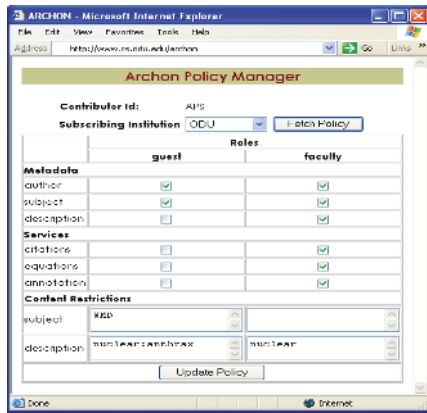 ARCHON - Microsoft Internet Explorer
File Edit View Favorites Tools Help
Address http://www.cs.odu.edu/archon Go Links »
Archon Policy Manager
Contributor Id: APS
Subscribing Institution ODU Fetch Policy
Roles
guest faculty
Metadata
author
subject
description
Services
citations
equations
annotation
Content Restrictions
subject
description nuclear;anthrax nuclear
Update Policy
Done Internet